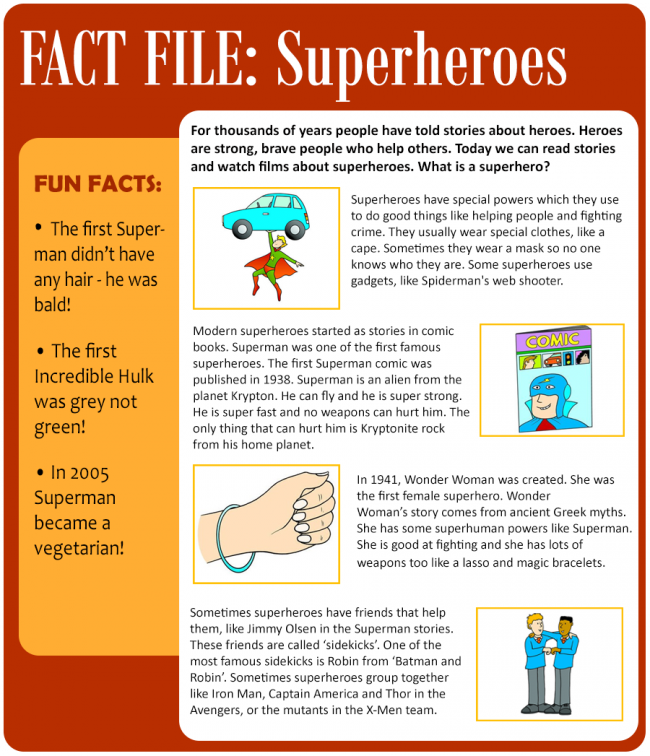 FACT FILE: Superheroes
For thousands of years people have told stories about heroes. Heroes
are strong, brave people who help others. Today we can read stories
and watch films about superheroes. What is a superhero?
FUN FACTS:
• The first Super-
man didn't have
any hair - he was
bald!
• The first
Incredible Hulk
was grey not
green!
• In 2005
Superman
became a
vegetarian!
Superheroes have special powers which they use
to do good things like helping people and fighting
crime. They usually wear special clothes, like a
cape. Sometimes they wear a mask so no one
knows who they are. Some superheroes use
gadgets, like Spiderman's web shooter.
Modern superheroes started as stories in comic
books. Superman was one of the first famous
superheroes. The first Superman comic was
published in 1938. Superman is an alien from the
planet Krypton. He can fly and he is super strong.
He is super fast and no weapons can hurt him. The
only thing that can hurt him is Kryptonite rock
from his home planet.
COMIC
In 1941, Wonder Woman was created. She was
the first female superhero. Wonder
Woman's story comes from ancient Greek myths.
She has some superhuman powers like Superman.
She is good at fighting and she has lots of
weapons too like a lasso and magic bracelets.
Sometimes superheroes have friends that help
them, like Jimmy Olsen in the Superman stories.
These friends are called 'sidekicks'. One of the
most famous sidekicks is Robin from 'Batman and
Robin'. Sometimes superheroes group together
like Iron Man, Captain America and Thor in the
Avengers, or the mutants in the X-Men team.